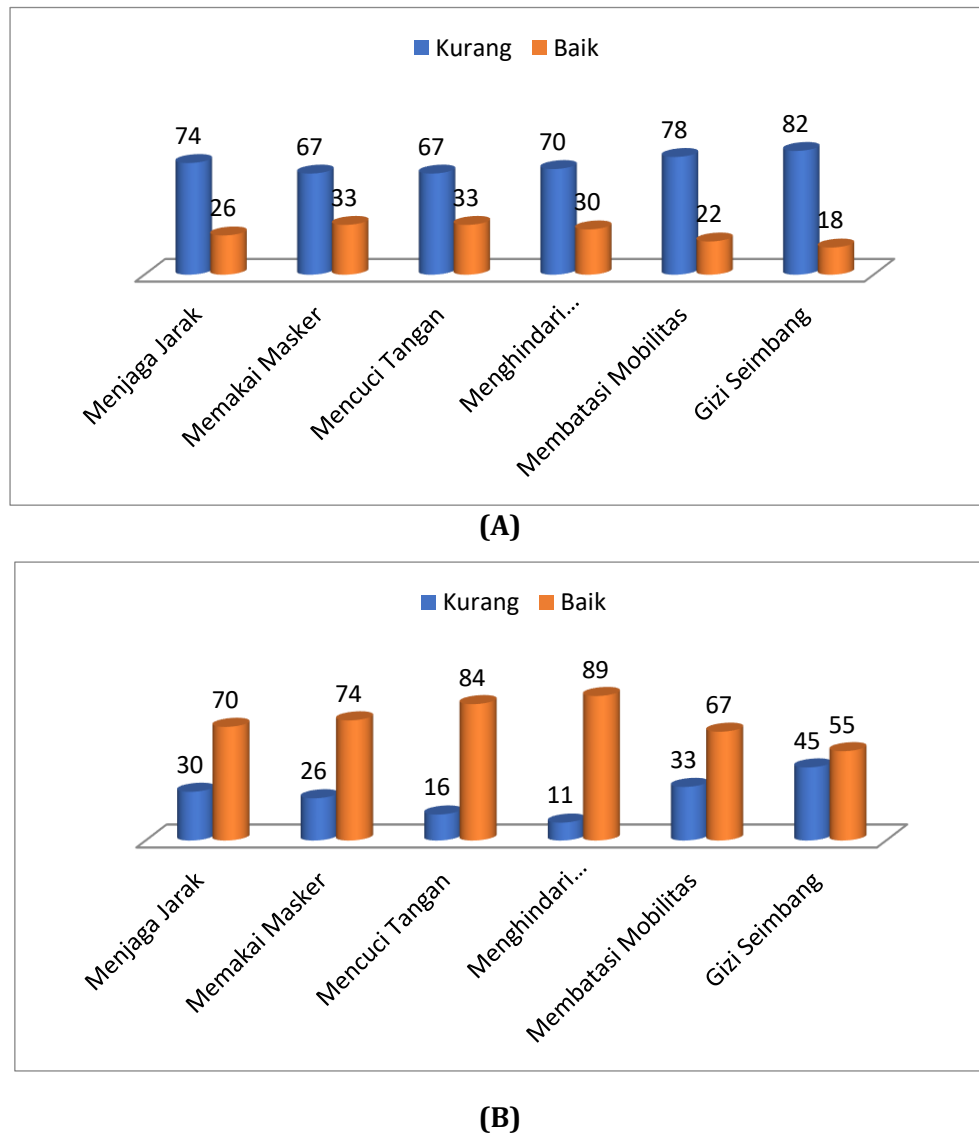 Kurang Baik
74 67 67 70 78 82
26 33 33 30 22 18
Menjaga Jarak
Memakai Masker
Mencuci Tangan
Menghindari...
Membatasi Mobilitas
Gizi Seimbang
(A)
Kurang Baik
30 26 16 11 33 45
70 74 84 89 67 55
Menjaga Jarak
Memakai Masker
Mencuci Tangan
Menghindari...
Membatasi Mobilitas
Gizi Seimbang
(B)